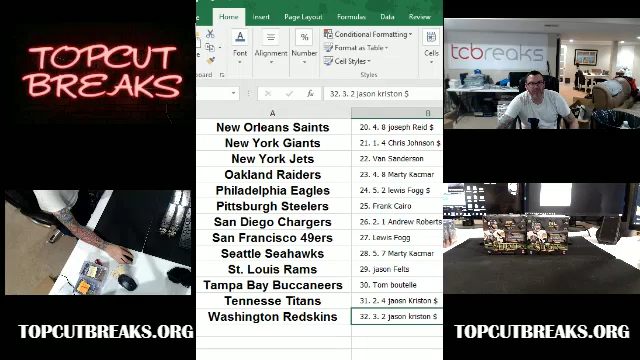 TOPCUT
BREAKS
Home Insert Page Layout Formulas Data Review
Font Alignment Number Conditional Formatting Format as Table Cell Styles Cells
32. 3. 2 jason kriston $
A B
New Orleans Saints 20. 4. 8 joseph Reid $
New York Giants 21. 1. 4 Chris Johnson $
New York Jets 22. Van Sanderson
Oakland Raiders 23. 4. 8 Marty Kacmar
Philadelphia Eagles 24. 5. 2 lewis Fogg $
Pittsburgh Steelers 25. Frank Cairo
San Diego Chargers 26. 2. 1 Andrew Roberts
San Francisco 49ers 27. Lewis Fogg
Seattle Seahawks 28. 5. 7 Marty Kacmar
St. Louis Rams 29. jason Felts
Tampa Bay Buccaneers 30. Tom boutelle
Tennesse Titans 31. 2. 4 jaosn Kriston $
Washington Redskins 32. 3. 2 jason kriston $
tcbreaks
TOPCUTBREAKS.ORG
TOPCUTBREAKS.ORG